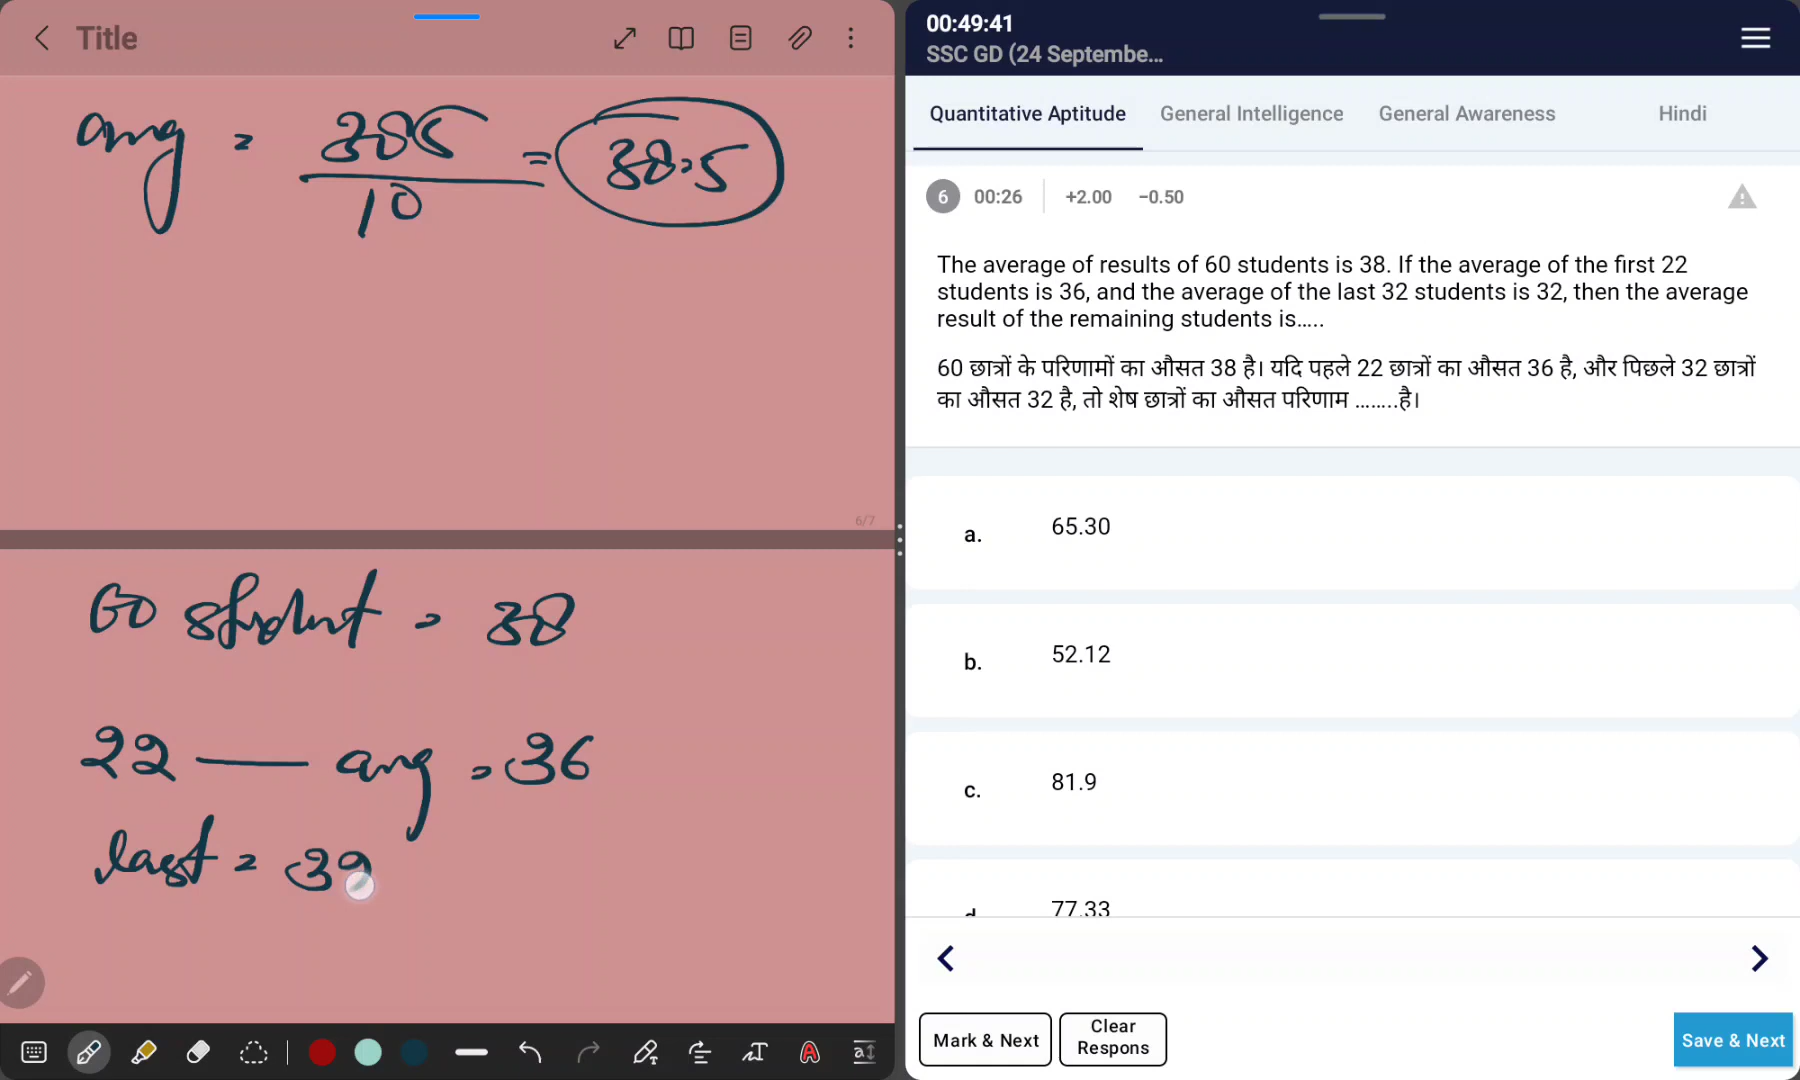 Title
avg = 385/10 = 38.5
6/7
60 student = 38
22 — avg = 36
last = 32
00:49:41
SSC GD (24 Septembe...
Quantitative Aptitude General Intelligence General Awareness Hindi
6 00:26 +2.00 −0.50
The average of results of 60 students is 38. If the average of the first 22
students is 36, and the average of the last 32 students is 32, then the average
result of the remaining students is.....
60 छात्रों के परिणामों का औसत 38 है। यदि पहले 22 छात्रों का औसत 36 है, और पिछले 32 छात्रों
का औसत 32 है, तो शेष छात्रों का औसत परिणाम ........है।
a. 65.30
b. 52.12
c. 81.9
d 77.33
Mark & Next
Clear
Respons
Save & Next